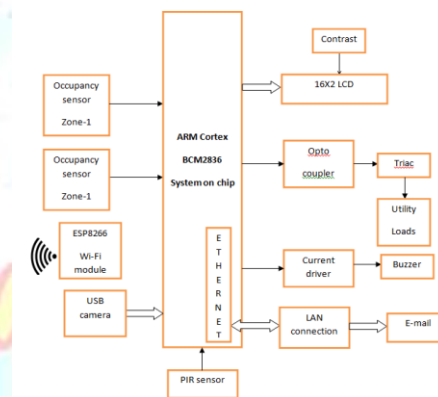 Contrast
16X2 LCD
Occupancy
sensor
Zone-1
ARM Cortex
BCM2836
System on chip
Occupancy
sensor
Zone-1
Opto
coupler
Triac
Utility
Loads
ESP8266
Wi-Fi
module
E
T
H
E
R
N
E
T
Current
driver
Buzzer
USB
camera
LAN
connection
E-mail
PIR sensor